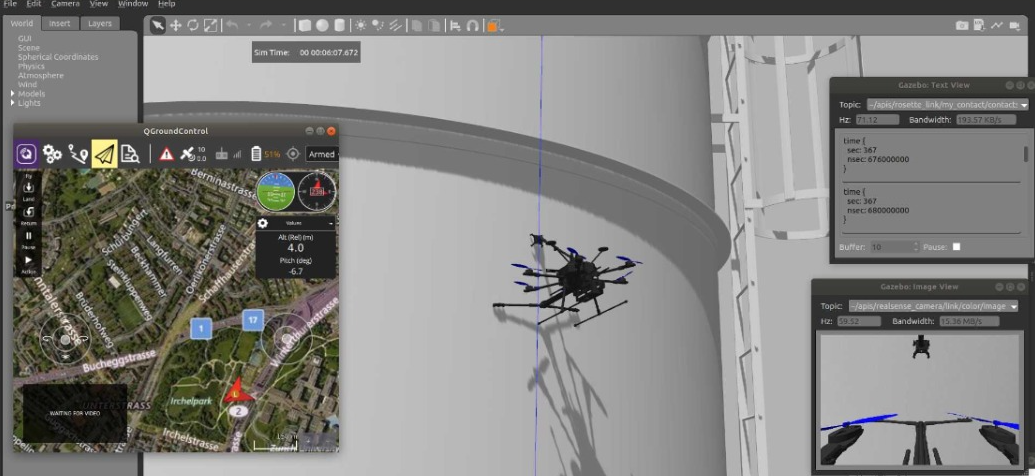 File Edit Camera View Window Help
World Insert Layers
GUI
Scene
Spherical Coordinates
Physics
Atmosphere
Wind
Models
Lights
Sim Time: 00 00:06:07.672
QGroundControl
10
0.0
51%
Armed
Fly
Land
Return
Pause
Action
Values
Alt (Rel) (m)
4.0
Pitch (deg)
-6.7
Berninastrasse
Langfurren
Schaffhauserstrasse
Brüderhofweg
Bucheggstrasse
1
17
Irchelpark
2
UNTERSTRASS
Irchelstrasse
WAITING FOR VIDEO
Gazebo: Text View
Topic: ~/apis/rosette_link/my_contact/contact:
Hz: 71.12 Bandwidth: 193.57 KB/s
time {
sec: 367
nsec: 676000000
}
time {
sec: 367
nsec: 680000000
}
Buffer: 10 Pause:
Gazebo: Image View
Topic: ~/apis/realsense_camera/link/color/image
Hz: 59.52 Bandwidth: 15.36 MB/s